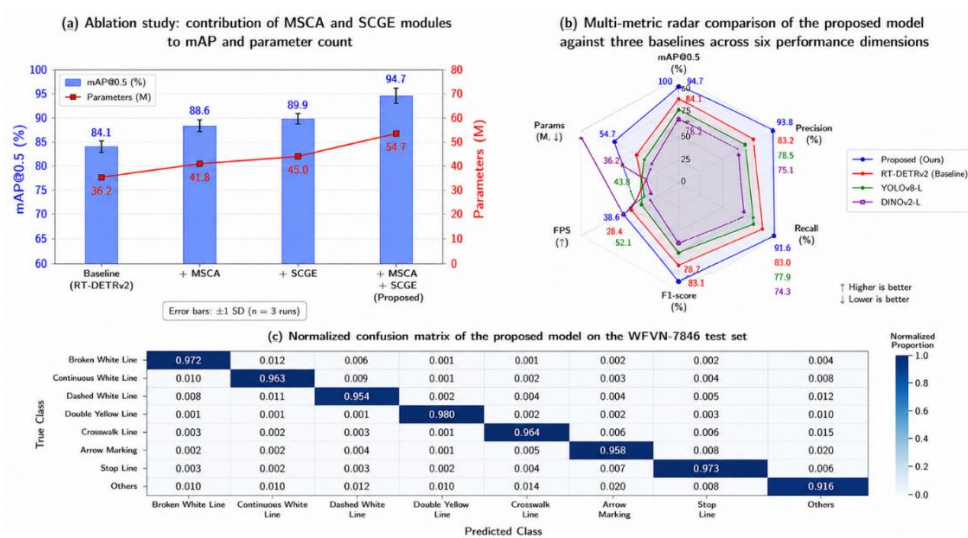 (a) Ablation study: contribution of MSCA and SCGE modules
to mAP and parameter count
mAP@0.5 (%)
Parameters (M)
mAP@0.5 (%)
100
95
90
85
80
75
70
65
60
84.1
88.6
89.9
94.7
36.2
41.8
45.0
54.7
80
70
60
50
40
30
20
10
0
Parameters (M)
Baseline
(RT-DETRv2)
+ MSCA
+ SCGE
+ MSCA
+
SCGE
(Proposed)
Error bars: ±1 SD (n = 3 runs)
(b) Multi-metric radar comparison of the proposed model
against three baselines across six performance dimensions
mAP@0.5
(%)
100
94.7
84.1
76.2
75
50
25
0
Precision
(%)
93.8
83.2
78.5
75.1
Recall
(%)
91.6
83.0
77.9
74.3
F1-score
(%)
78.7
83.1
FPS
(↑)
38.6
28.4
52.1
Params
(M, ↓)
54.7
36.2
43.8
Proposed (Ours)
RT-DETRv2 (Baseline)
YOLOv8-L
DINOv2-L
↑ Higher is better
↓ Lower is better
(c) Normalized confusion matrix of the proposed model on the WFVN-7846 test set
True Class
Broken White Line 0.972 0.012 0.006 0.001 0.001 0.002 0.002 0.004
Continuous White Line 0.010 0.963 0.009 0.001 0.002 0.003 0.004 0.008
Dashed White Line 0.008 0.011 0.954 0.002 0.004 0.004 0.005 0.012
Double Yellow Line 0.001 0.001 0.001 0.980 0.002 0.002 0.003 0.010
Crosswalk Line 0.003 0.002 0.003 0.001 0.964 0.006 0.006 0.015
Arrow Marking 0.002 0.002 0.004 0.001 0.005 0.958 0.008 0.020
Stop Line 0.003 0.002 0.003 0.002 0.004 0.007 0.973 0.006
Others 0.010 0.010 0.012 0.010 0.014 0.020 0.008 0.916
Broken White Line
Continuous White
Line
Dashed White
Line
Double Yellow
Line
Crosswalk
Line
Arrow
Marking
Stop
Line
Others
Predicted Class
Normalized
Proportion
1.0
0.8
0.6
0.4
0.2
0.0